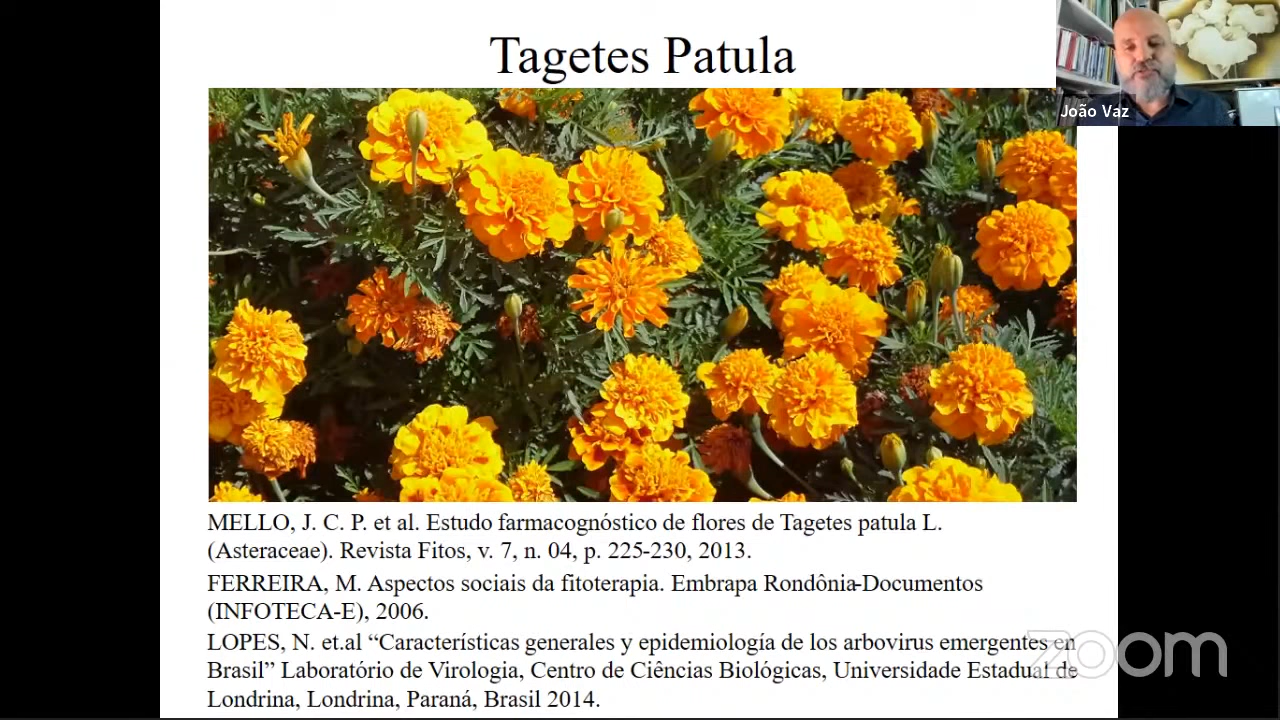 Tagetes Patula
João Vaz
MELLO, J. C. P. et al. Estudo farmacognóstico de flores de Tagetes patula L.
(Asteraceae). Revista Fitos, v. 7, n. 04, p. 225-230, 2013.
FERREIRA, M. Aspectos sociais da fitoterapia. Embrapa Rondônia-Documentos
(INFOTECA-E), 2006.
LOPES, N. et.al “Características generales y epidemiología de los arbovirus emergentes en
Brasil” Laboratório de Virologia, Centro de Ciências Biológicas, Universidade Estadual de
Londrina, Londrina, Paraná, Brasil 2014.
zoom